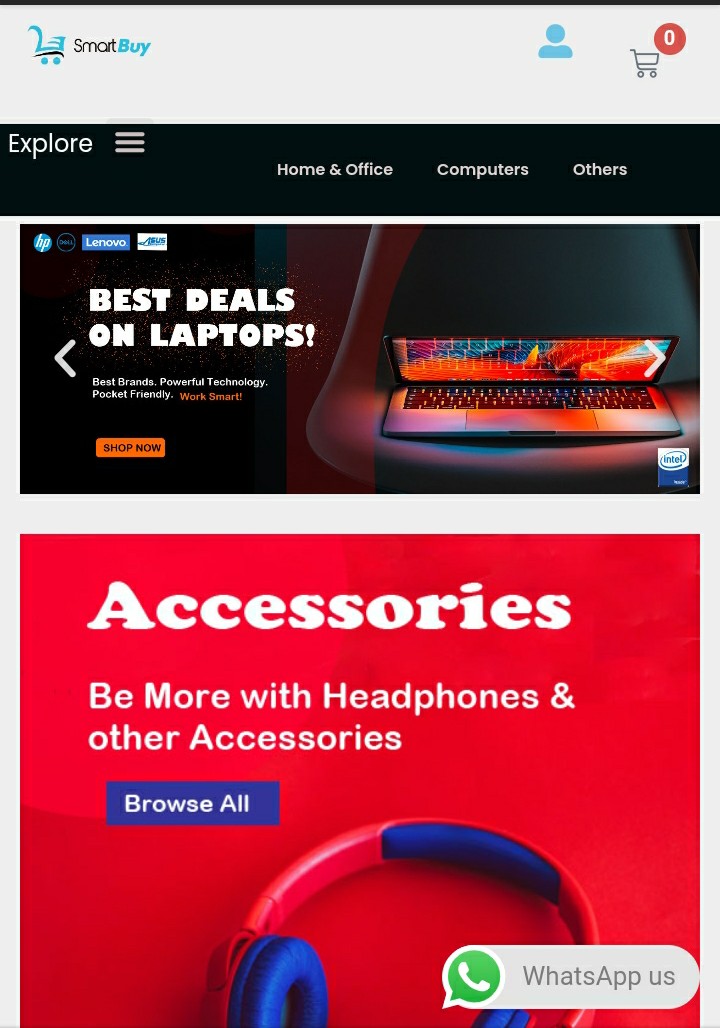 SmartBuy
0
Explore
Home & Office Computers Others
hp DELL Lenovo ASUS
BEST DEALS
ON LAPTOPS!
Best Brands. Powerful Technology.
Pocket Friendly. Work Smart!
SHOP NOW
intel
Accessories
Be More with Headphones &
other Accessories
Browse All
WhatsApp us